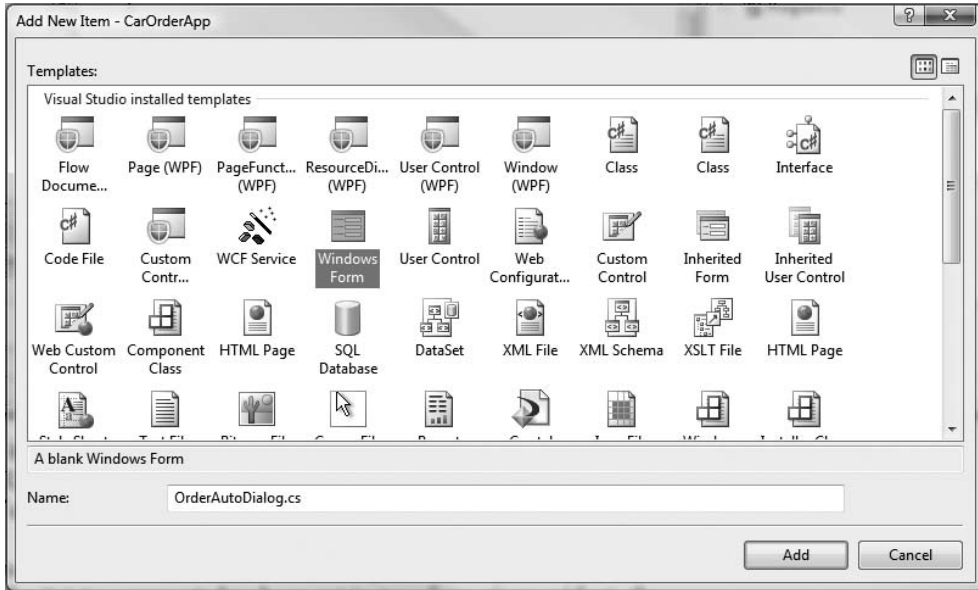 Add New Item - CarOrderApp
Templates:
Visual Studio installed templates
Flow Docume...
Page (WPF)
PageFunct... (WPF)
ResourceDi... (WPF)
User Control (WPF)
Window (WPF)
Class
Class
Interface
Code File
Custom Contr...
WCF Service
Windows Form
User Control
Web Configurat...
Custom Control
Inherited Form
Inherited User Control
Web Custom Control
Component Class
HTML Page
SQL Database
DataSet
XML File
XML Schema
XSLT File
HTML Page
A blank Windows Form
Name:
OrderAutoDialog.cs
Add
Cancel